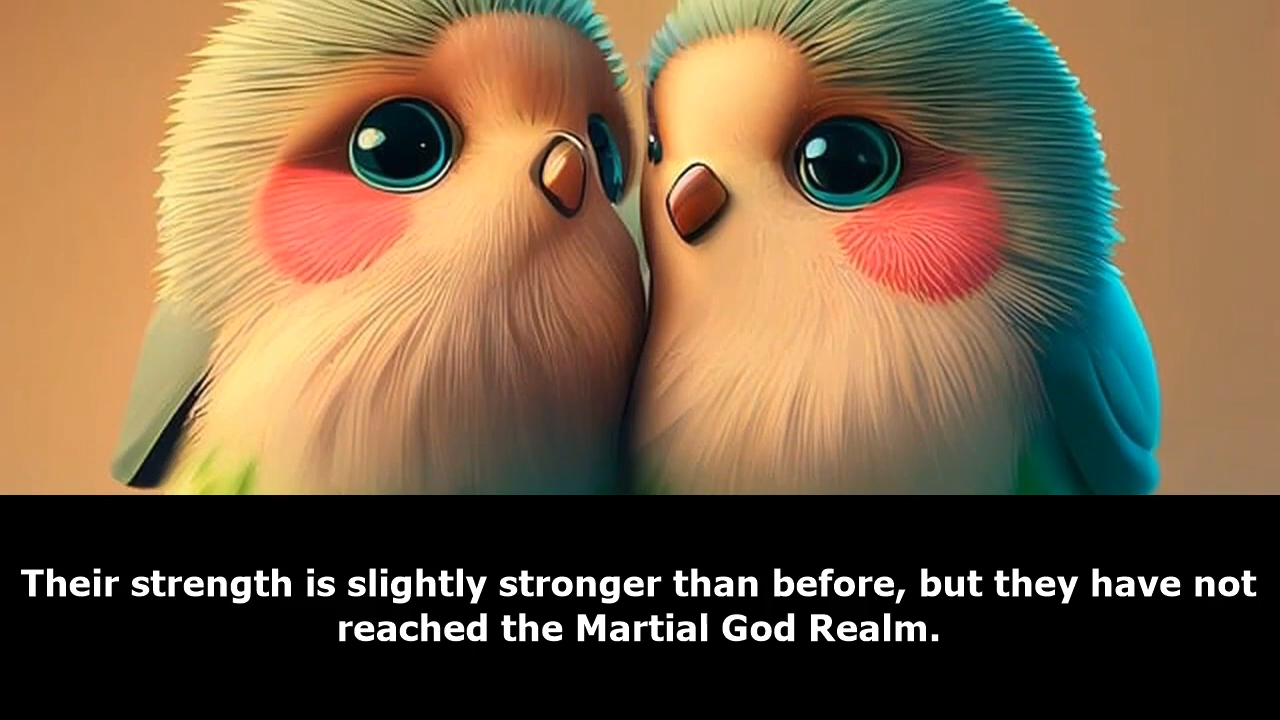 Their strength is slightly stronger than before, but they have not
reached the Martial God Realm.